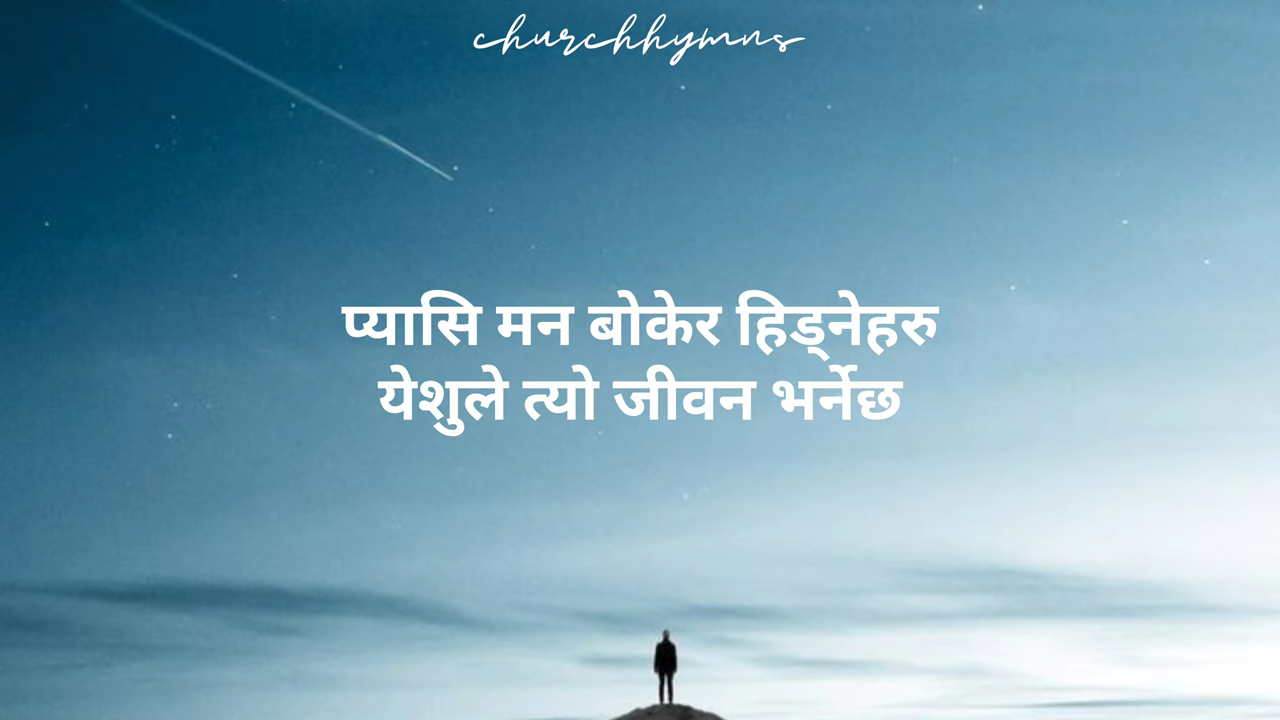 churchhymns
प्यासि मन बोकेर हिड्नेहरु
येशुले त्यो जीवन भर्नेछ